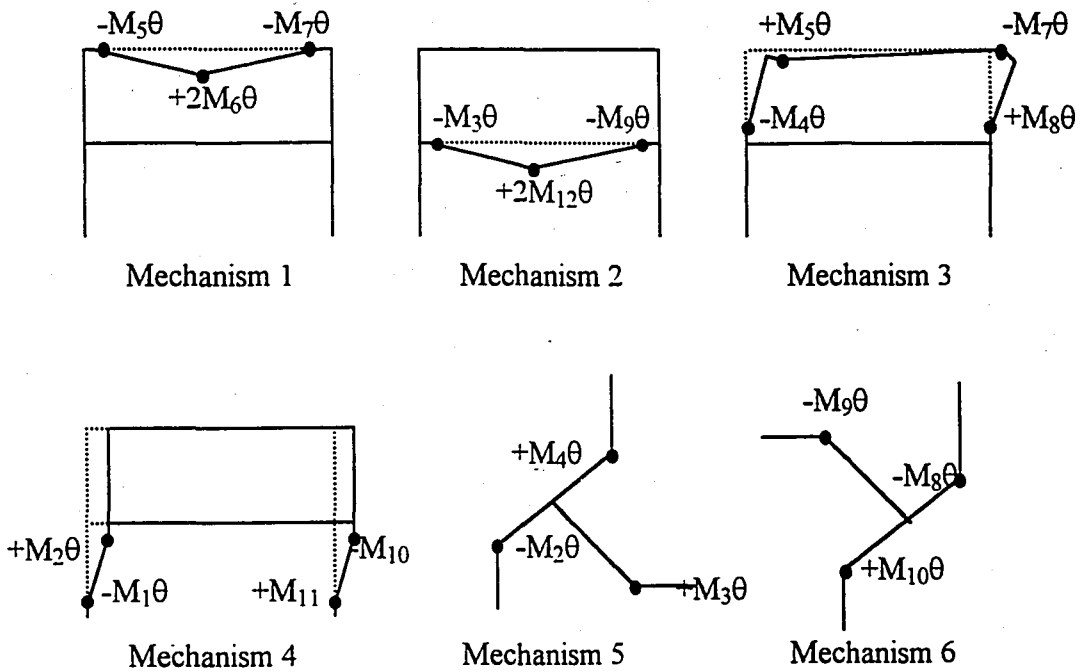 -M₅θ -M₇θ
+2M₆θ
Mechanism 1
-M₃θ -M₉θ
+2M₁₂θ
Mechanism 2
+M₅θ -M₇θ
-M₄θ +M₈θ
Mechanism 3
+M₂θ -M₁₀
-M₁θ +M₁₁
Mechanism 4
+M₄θ
-M₂θ
+M₃θ
Mechanism 5
-M₉θ
-M₈θ
+M₁₀θ
Mechanism 6